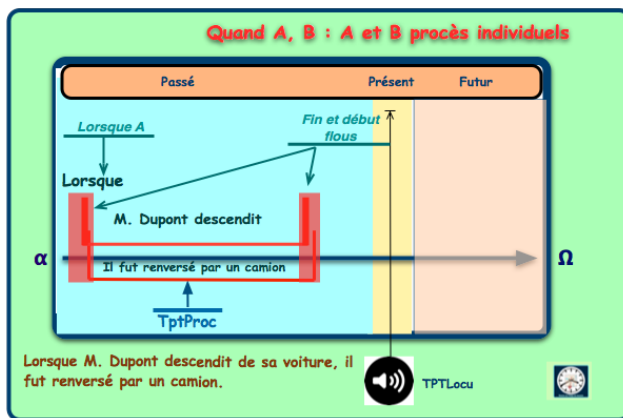 Quand A, B : A et B procès individuels
Passé
Présent
Futur
Lorsque A
Fin et début
flous
Lorsque
M. Dupont descendit
α
Il fut renversé par un camion
Ω
TptProc
Lorsque M. Dupont descendit de sa voiture, il
fut renversé par un camion.
TPTLocu